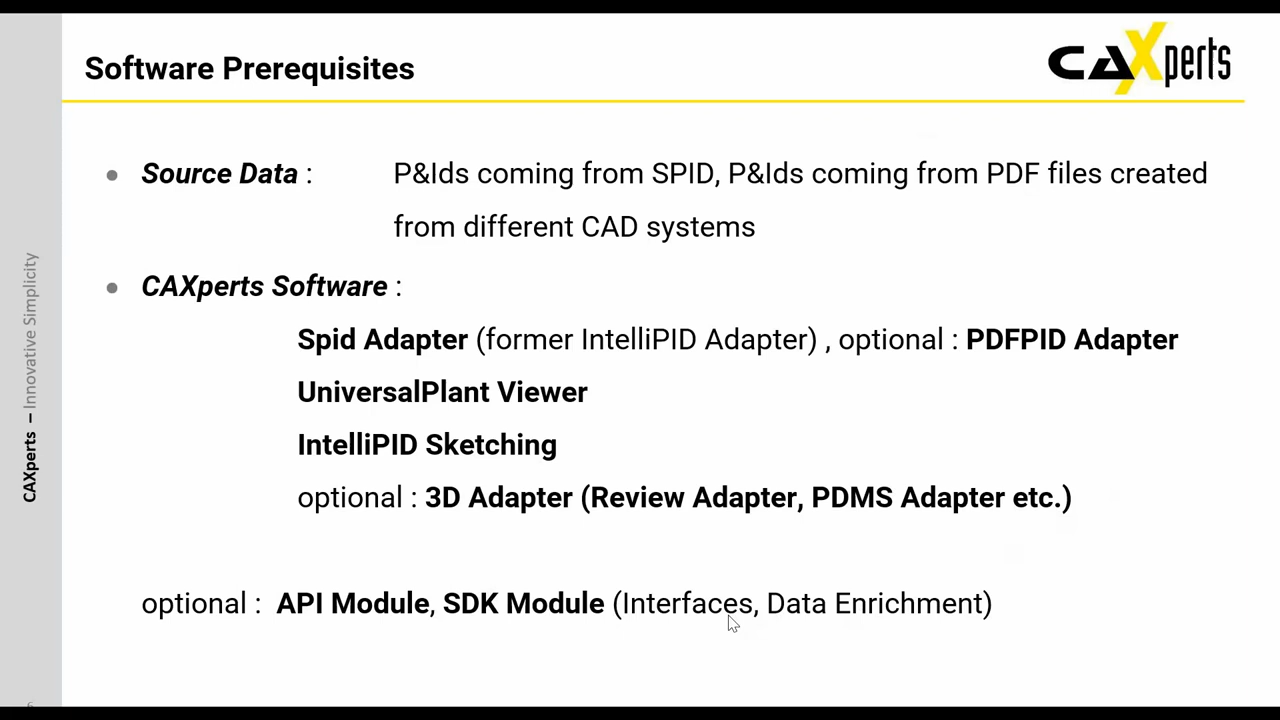 Software Prerequisites
CAXperts
Source Data : P&Ids coming from SPID, P&Ids coming from PDF files created
from different CAD systems
CAXperts Software :
Spid Adapter (former IntelliPID Adapter) , optional : PDFPID Adapter
UniversalPlant Viewer
IntelliPID Sketching
optional : 3D Adapter (Review Adapter, PDMS Adapter etc.)
optional : API Module, SDK Module (Interfaces, Data Enrichment)
CAXperts – Innovative Simplicity